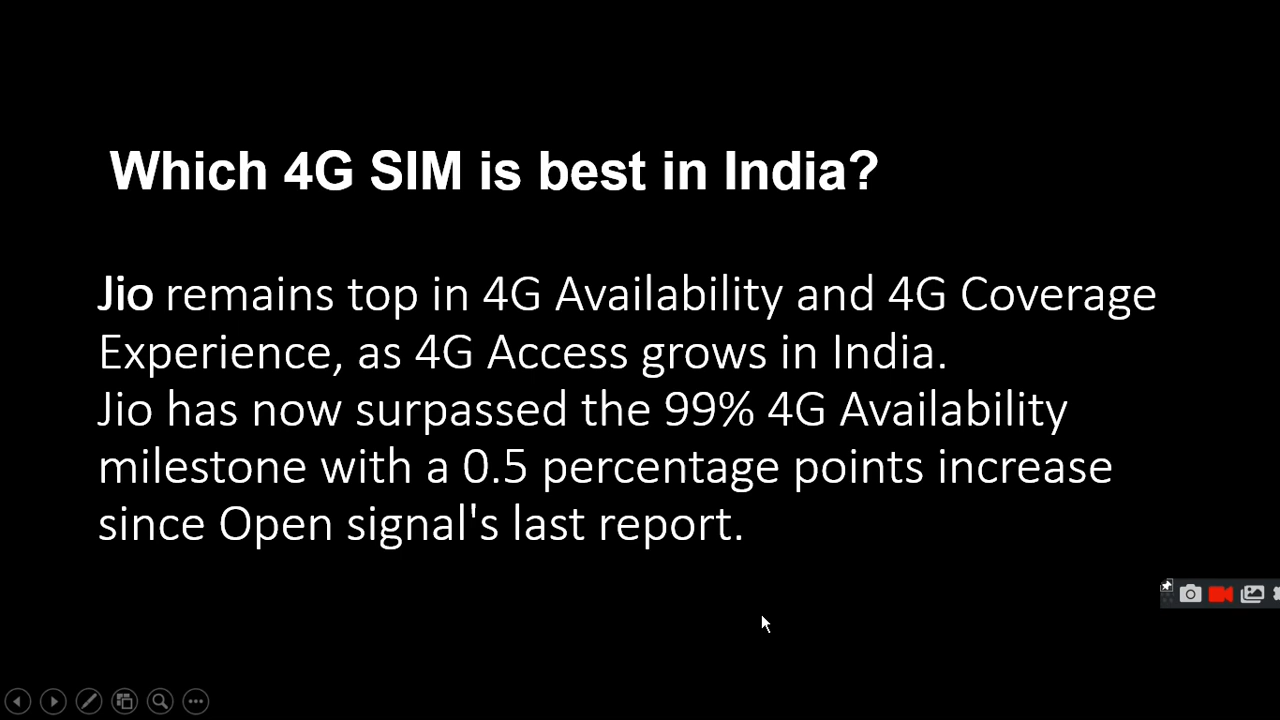 Which 4G SIM is best in India?
Jio remains top in 4G Availability and 4G Coverage
Experience, as 4G Access grows in India.
Jio has now surpassed the 99% 4G Availability
milestone with a 0.5 percentage points increase
since Open signal's last report.